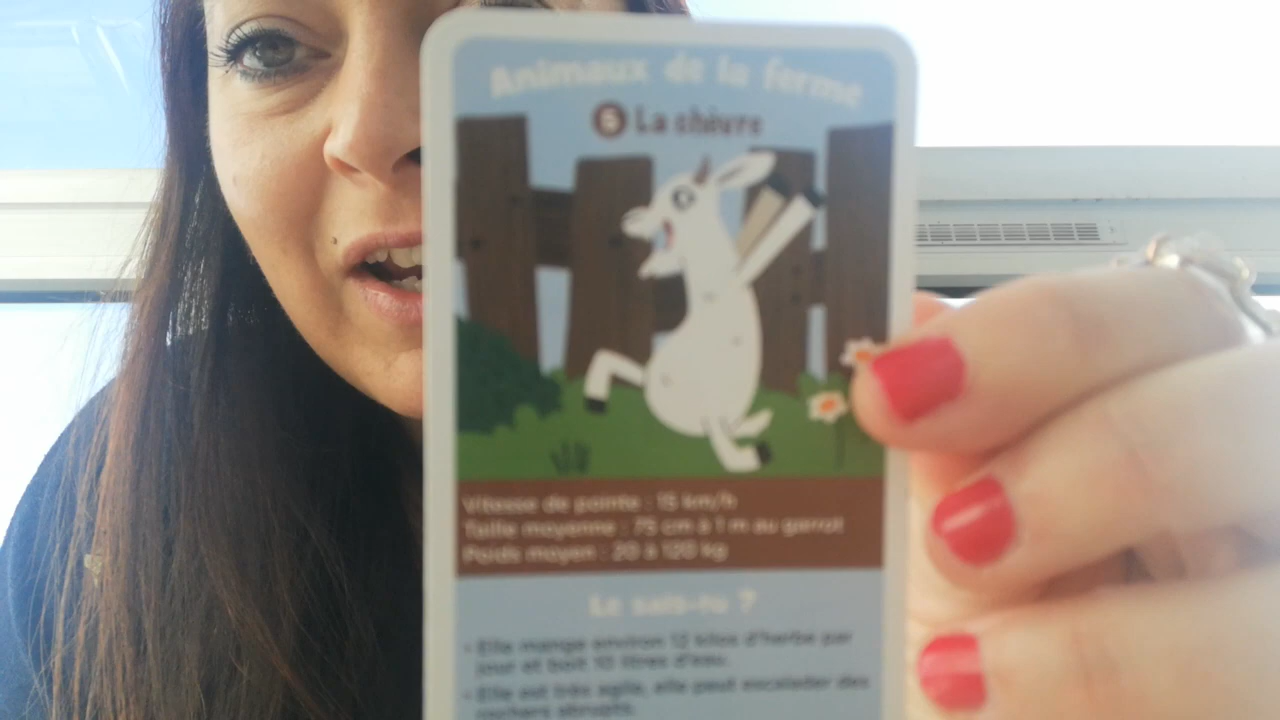 Animaux de la ferme
6 La chèvre
Vitesse de pointe : 15 km/h
Taille moyenne : 75 cm à 1 m au garrot
Poids moyen : 20 à 120 kg
Le sais-tu ?
• Elle mange environ 12 kilos d'herbe par
jour et boit 10 litres d'eau.
• Elle est très agile, elle peut escalader des
rochers abrupts.